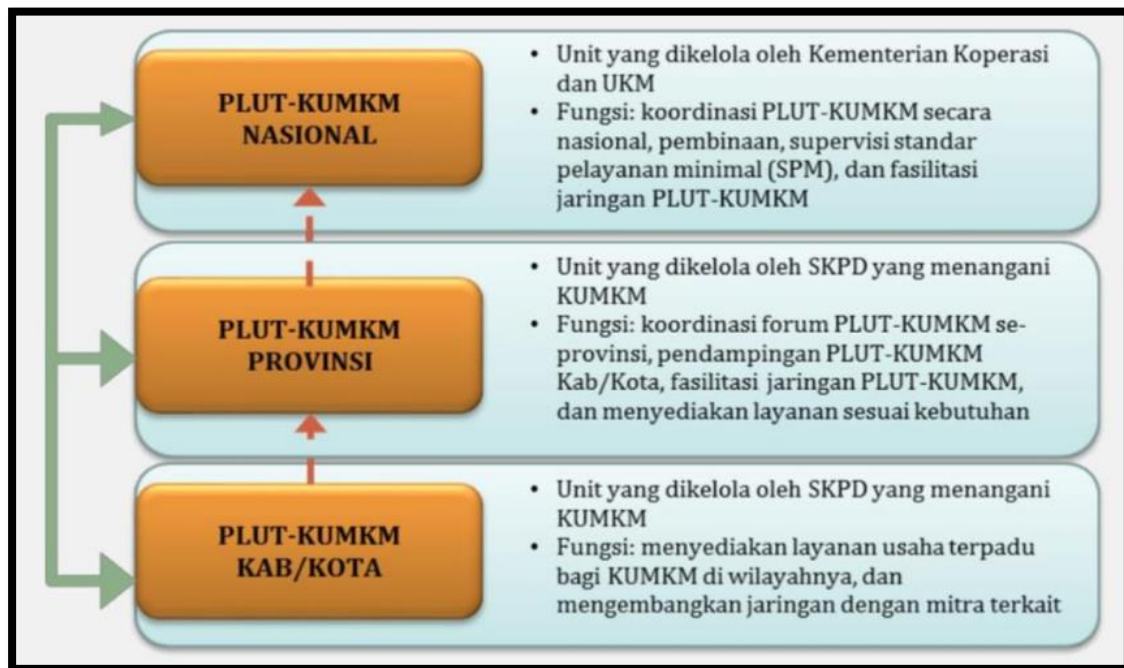 PLUT-KUMKM
NASIONAL
• Unit yang dikelola oleh Kementerian Koperasi
dan UKM
• Fungsi: koordinasi PLUT-KUMKM secara
nasional, pembinaan, supervisi standar
pelayanan minimal (SPM), dan fasilitasi
jaringan PLUT-KUMKM
PLUT-KUMKM
PROVINSI
• Unit yang dikelola oleh SKPD yang menangani
KUMKM
• Fungsi: koordinasi forum PLUT-KUMKM se-
provinsi, pendampingan PLUT-KUMKM
Kab/Kota, fasilitasi jaringan PLUT-KUMKM,
dan menyediakan layanan sesuai kebutuhan
PLUT-KUMKM
KAB/KOTA
• Unit yang dikelola oleh SKPD yang menangani
KUMKM
• Fungsi: menyediakan layanan usaha terpadu
bagi KUMKM di wilayahnya, dan
mengembangkan jaringan dengan mitra terkait